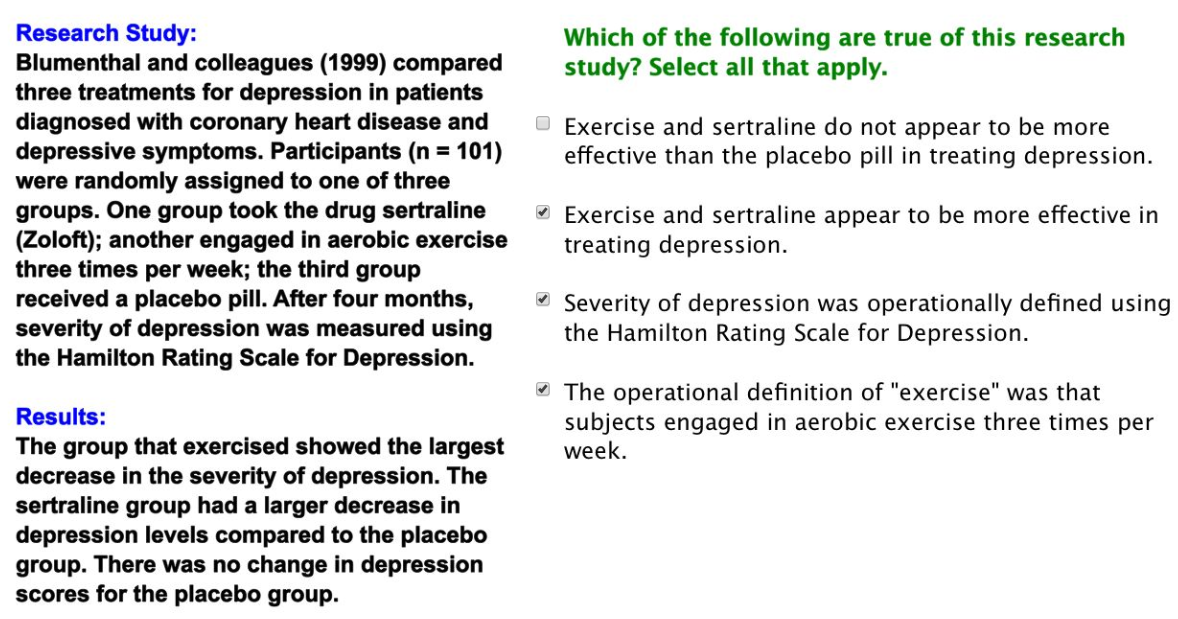 Research Study:
Blumenthal and colleagues (1999) compared
three treatments for depression in patients
diagnosed with coronary heart disease and
depressive symptoms. Participants (n = 101)
were randomly assigned to one of three
groups. One group took the drug sertraline
(Zoloft); another engaged in aerobic exercise
three times per week; the third group
received a placebo pill. After four months,
severity of depression was measured using
the Hamilton Rating Scale for Depression.
Results:
The group that exercised showed the largest
decrease in the severity of depression. The
sertraline group had a larger decrease in
depression levels compared to the placebo
group. There was no change in depression
scores for the placebo group.
Which of the following are true of this research
study? Select all that apply.
Exercise and sertraline do not appear to be more
effective than the placebo pill in treating depression.
Exercise and sertraline appear to be more effective in
treating depression.
Severity of depression was operationally defined using
the Hamilton Rating Scale for Depression.
The operational definition of "exercise" was that
subjects engaged in aerobic exercise three times per
week.